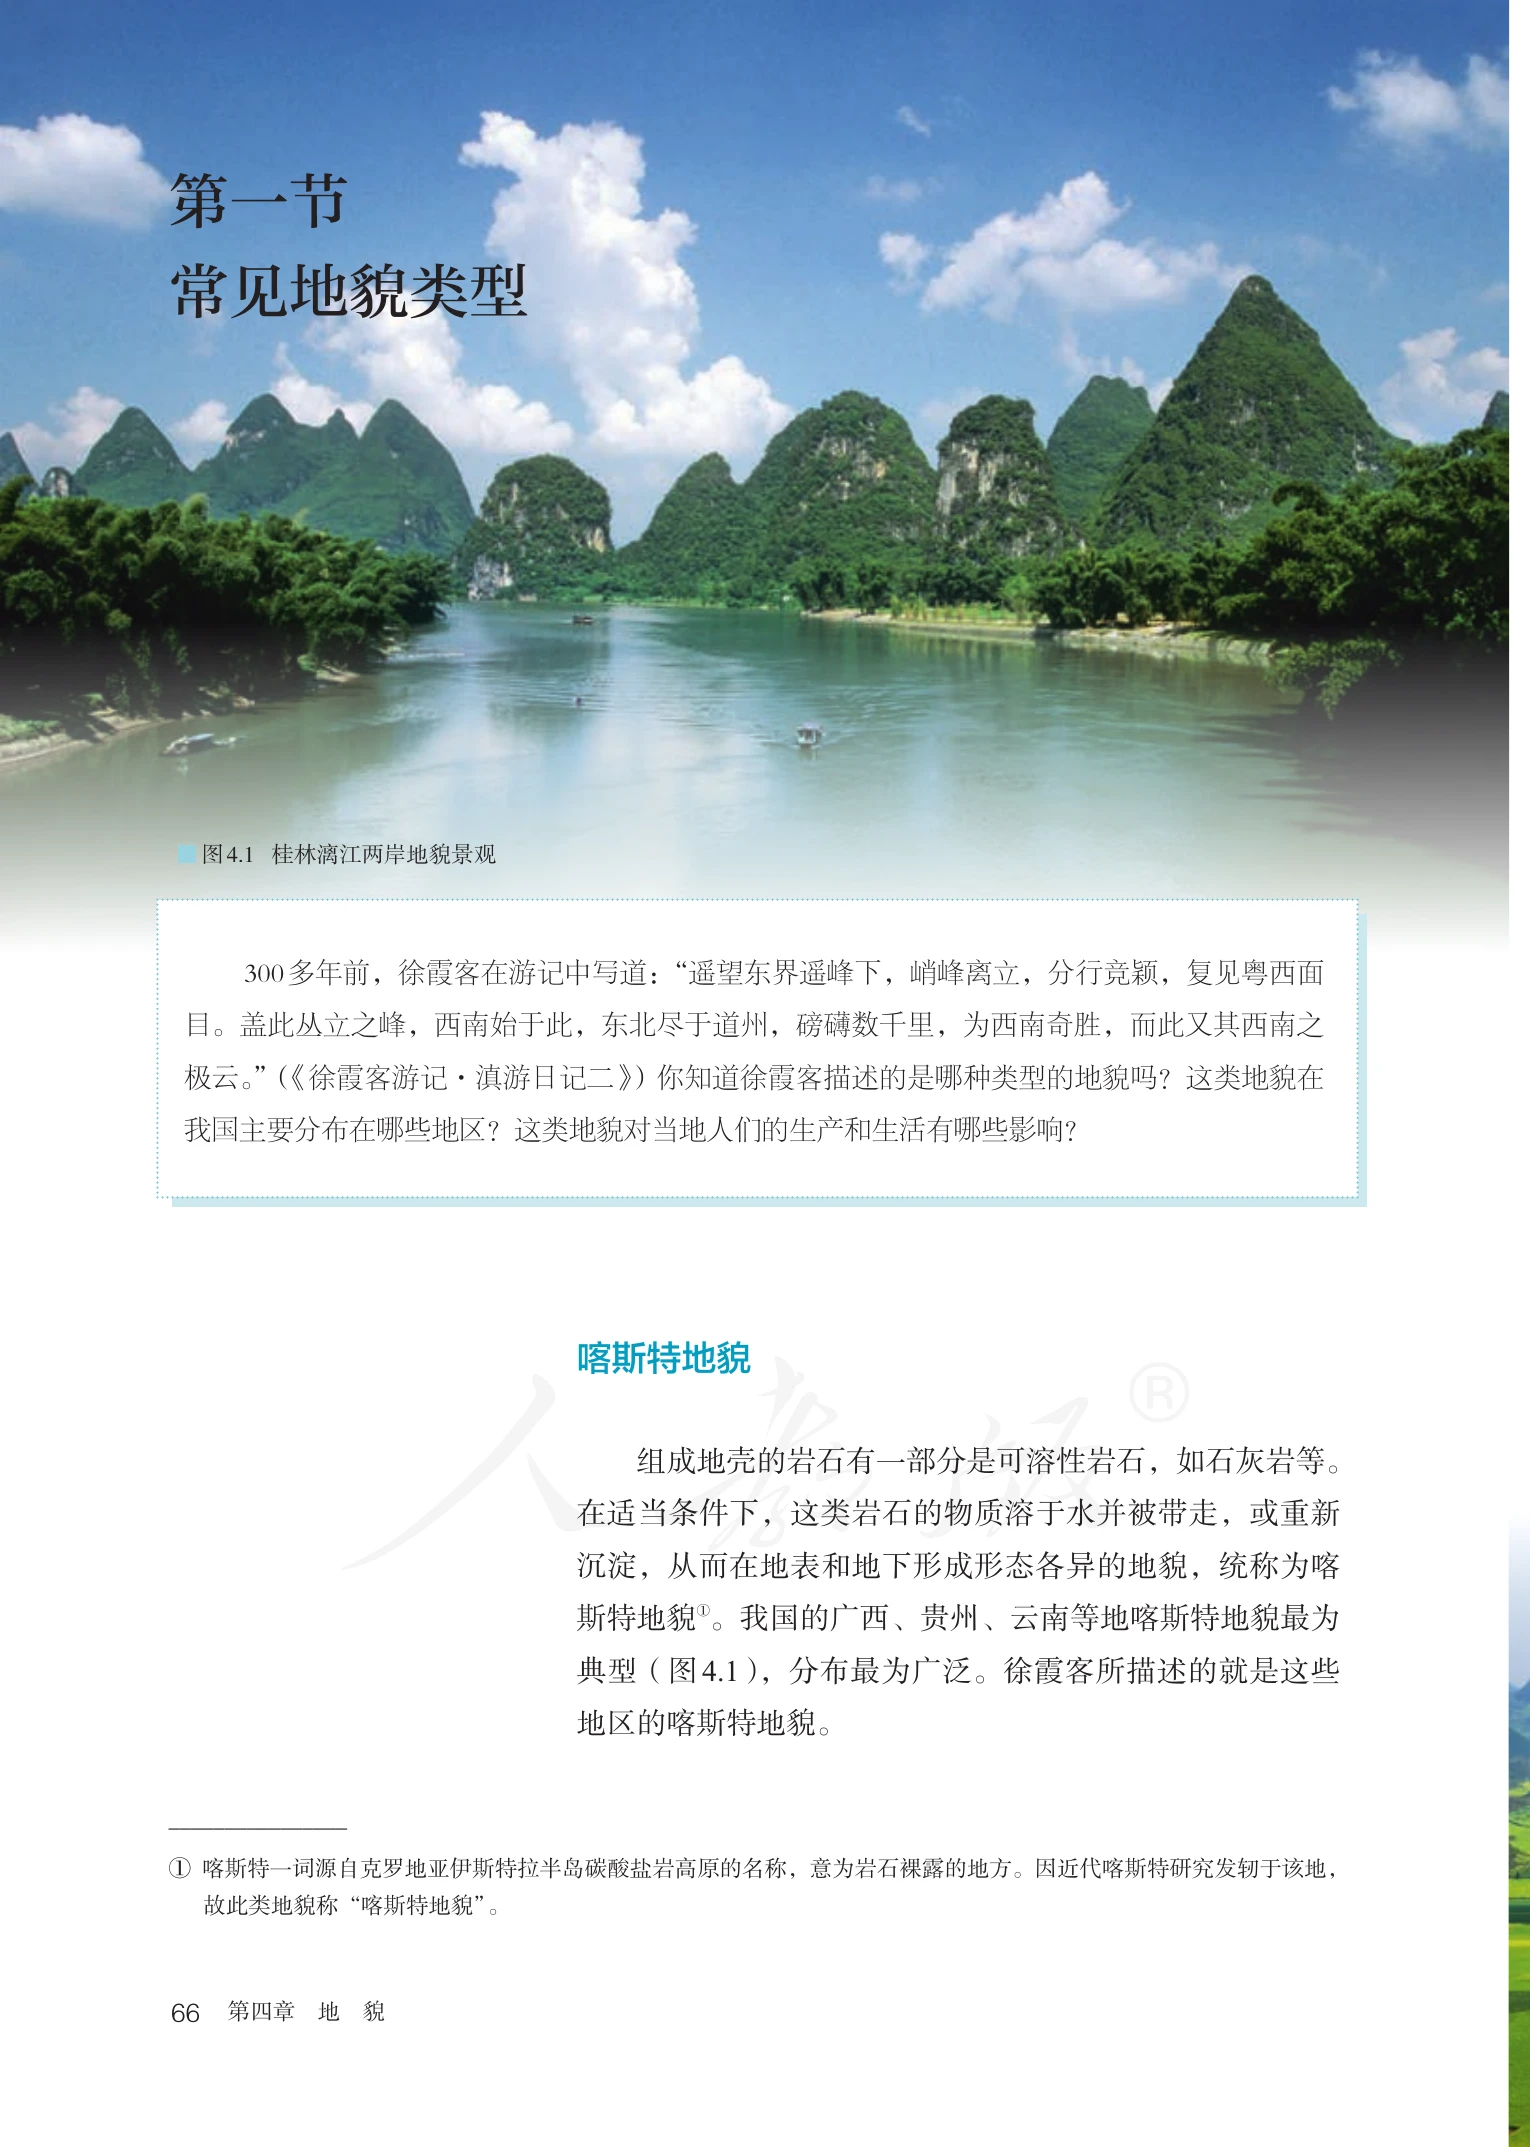 第一节
常见地貌类型
图4.1 桂林漓江两岸地貌景观
300多年前，徐霞客在游记中写道：“遥望东界遥峰下，峭峰离立，分行竞颖，复见粤西面
目。盖此丛立之峰，西南始于此，东北尽于道州，磅礴数千里，为西南奇胜，而此又其西南之
极云。”（《徐霞客游记·滇游日记二》）你知道徐霞客描述的是哪种类型的地貌吗？这类地貌在
我国主要分布在哪些地区？这类地貌对当地人们的生产和生活有哪些影响？
喀斯特地貌
人教版®
组成地壳的岩石有一部分是可溶性岩石，如石灰岩等。
在适当条件下，这类岩石的物质溶于水并被带走，或重新
沉淀，从而在地表和地下形成形态各异的地貌，统称为喀
斯特地貌①。我国的广西、贵州、云南等地喀斯特地貌最为
典型（图4.1），分布最为广泛。徐霞客所描述的就是这些
地区的喀斯特地貌。
① 喀斯特一词源自克罗地亚伊斯特拉半岛碳酸盐岩高原的名称，意为岩石裸露的地方。因近代喀斯特研究发轫于该地，
故此类地貌称“喀斯特地貌”。
66 第四章 地 貌